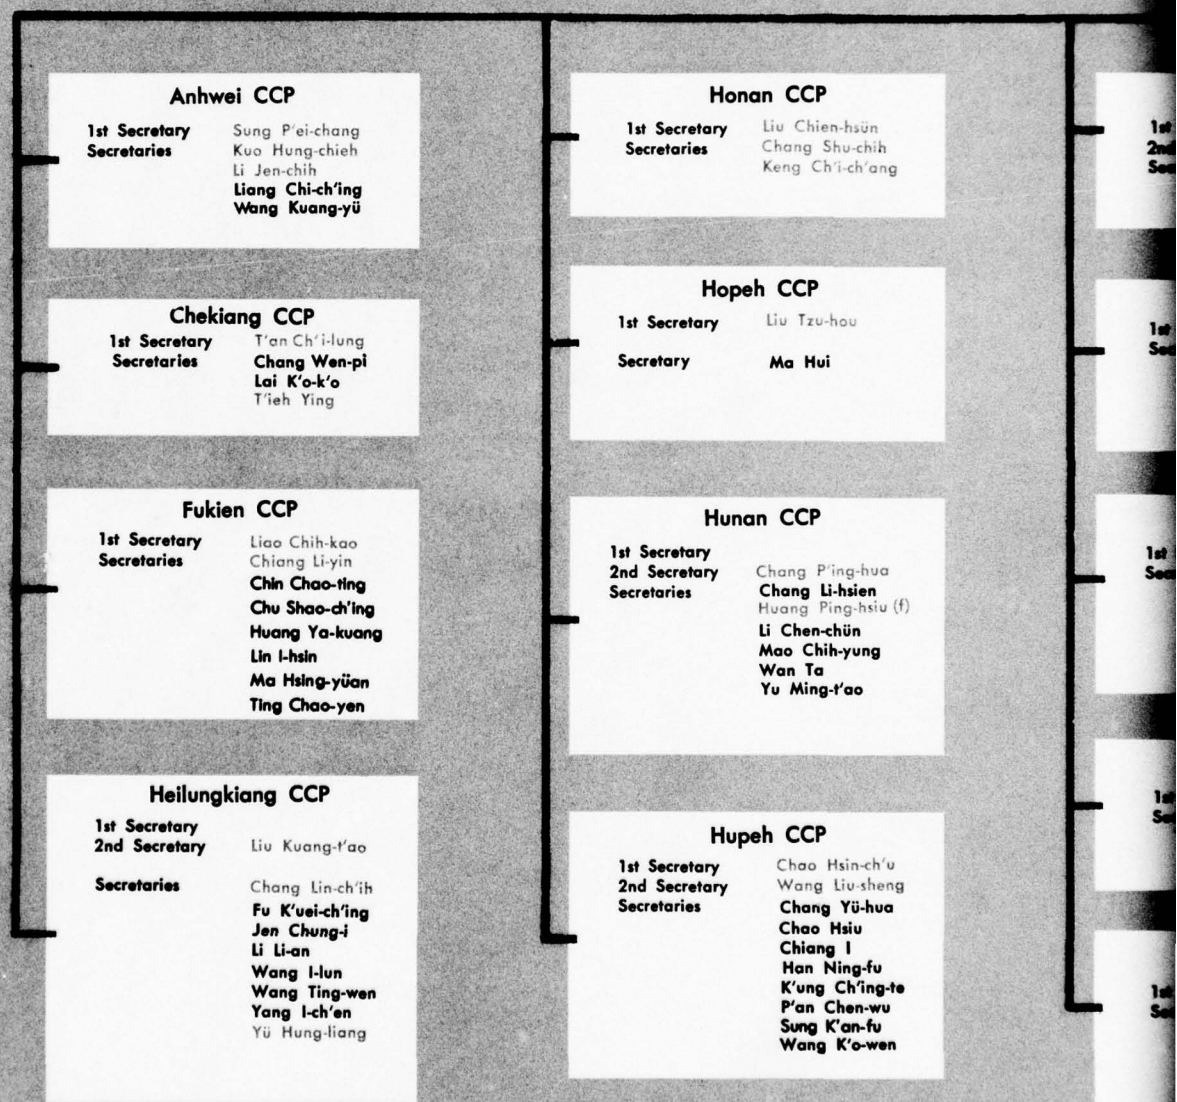 Anhwei CCP
1st Secretary Sung P'ei-chang
Secretaries Kuo Hung-chieh
Li Jen-chih
Liang Chi-ch'ing
Wang Kuang-yü
Chekiang CCP
1st Secretary T'an Ch'i-lung
Secretaries Chang Wen-pi
Lai K'o-k'o
T'ieh Ying
Fukien CCP
1st Secretary Liao Chih-kao
Secretaries Chiang Li-yin
Chin Chao-ting
Chu Shao-ch'ing
Huang Ya-kuang
Lin I-hsin
Ma Hsing-yüan
Ting Chao-yen
Heilungkiang CCP
1st Secretary
2nd Secretary Liu Kuang-t'ao
Secretaries Chang Lin-ch'ih
Fu K'uei-ch'ing
Jen Chung-i
Li Li-an
Wang I-lun
Wang Ting-wen
Yang I-ch'en
Yü Hung-liang
Honan CCP
1st Secretary Liu Chien-hsün
Secretaries Chang Shu-chih
Keng Ch'i-ch'ang
Hopeh CCP
1st Secretary Liu Tzu-hou
Secretary Ma Hui
Hunan CCP
1st Secretary
2nd Secretary Chang P'ing-hua
Secretaries Chang Li-hsien
Huang Ping-hsiu (f)
Li Chen-chün
Mao Chih-yung
Wan Ta
Yu Ming-t'ao
Hupeh CCP
1st Secretary Chao Hsin-ch'u
2nd Secretary Wang Liu-sheng
Secretaries Chang Yü-hua
Chao Hsiu
Chiang I
Han Ning-fu
K'ung Ch'ing-te
P'an Chen-wu
Sung K'an-fu
Wang K'o-wen
1st
2nd
1st
1st
1st